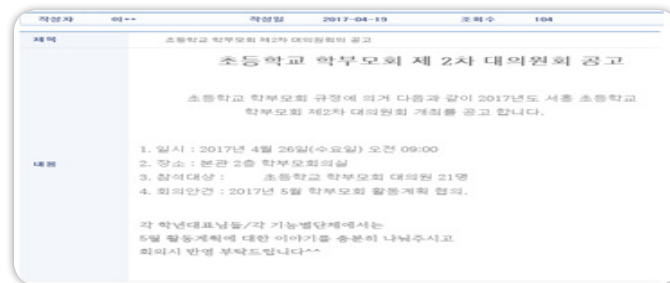 작성자 이** 작성일 2017-04-19 조회수 104
제목 초등학교 학부모회 제2차 대의원회의 공고
초등학교 학부모회 제 2차 대의원회 공고
초등학교 학부모회 규정에 의거 다음과 같이 2017년도 서홍 초등학교
학부모회 제2차 대의원회 개최를 공고 합니다.
1. 일시 : 2017년 4월 26일(수요일) 오전 09:00
2. 장소 : 본관 2층 학부모회의실
내용
3. 참석대상 : 초등학교 학부모회 대의원 21명
4. 회의안건 : 2017년 5월 학부모회 활동계획 협의.
각 학년대표님들/각 기능별단체에서는
5월 활동계획에 대한 이야기를 충분히 나눠주시고
회의시 반영 부탁드립니다^^